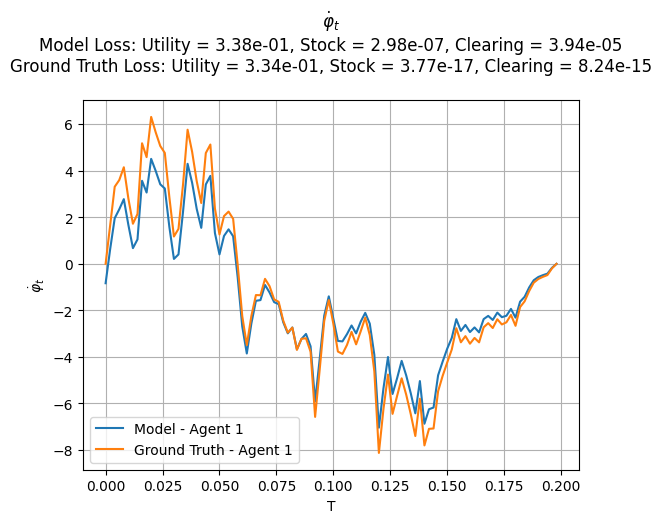 φ̇_t
Model Loss: Utility = 3.38e-01, Stock = 2.98e-07, Clearing = 3.94e-05
Ground Truth Loss: Utility = 3.34e-01, Stock = 3.77e-17, Clearing = 8.24e-15
φ̇_t
6
4
2
0
−2
−4
−6
−8
Model - Agent 1
Ground Truth - Agent 1
0.000 0.025 0.050 0.075 0.100 0.125 0.150 0.175 0.200
T